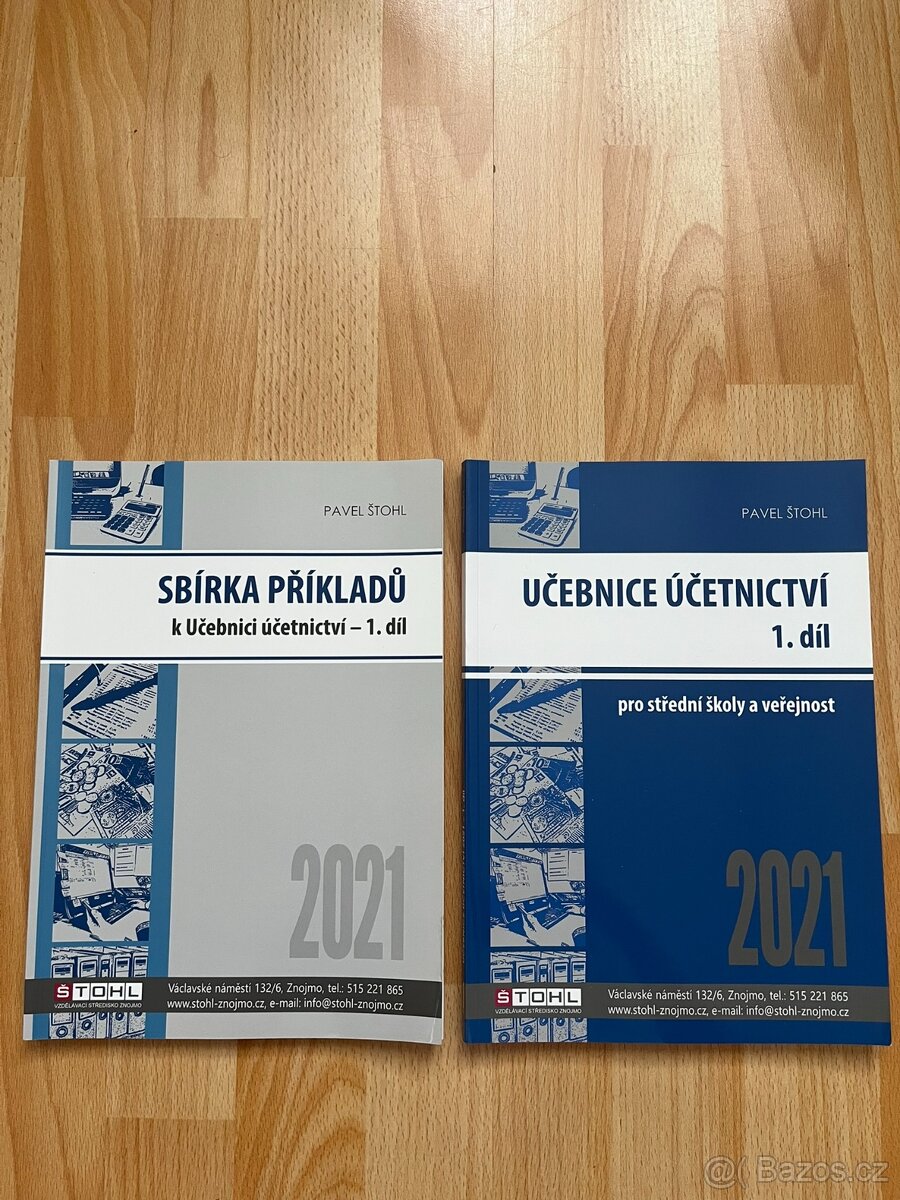 PAVEL ŠTOHL
SBÍRKA PŘÍKLADŮ
k Učebnici účetnictví – 1. díl
2021
ŠTOHL
VZDĚLÁVACÍ STŘEDISKO ZNOJMO
Václavské náměstí 132/6, Znojmo, tel.: 515 221 865
www.stohl-znojmo.cz, e-mail: info@stohl-znojmo.cz
PAVEL ŠTOHL
UČEBNICE ÚČETNICTVÍ
1. díl
pro střední školy a veřejnost
2021
ŠTOHL
VZDĚLÁVACÍ STŘEDISKO ZNOJMO
Václavské náměstí 132/6, Znojmo, tel.: 515 221 865
www.stohl-znojmo.cz, e-mail: info@stohl-znojmo.cz
@( Bazos.cz